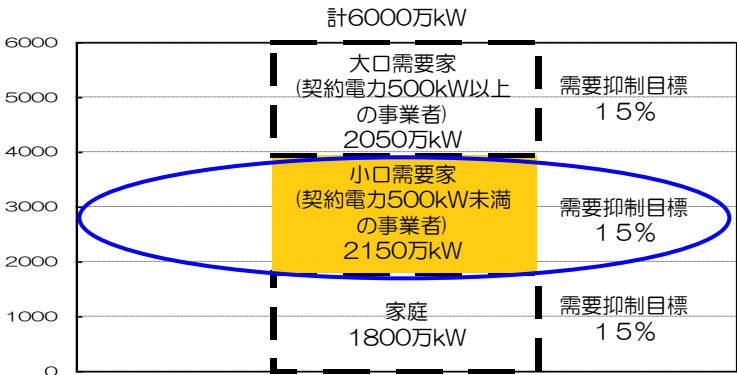 計6000万kW
6000
5000
4000
3000
2000
1000
0
大口需要家
(契約電力500kW以上
の事業者)
2050万kW
需要抑制目標
15%
小口需要家
(契約電力500kW未満
の事業者)
2150万kW
需要抑制目標
15%
家庭
1800万kW
需要抑制目標
15%